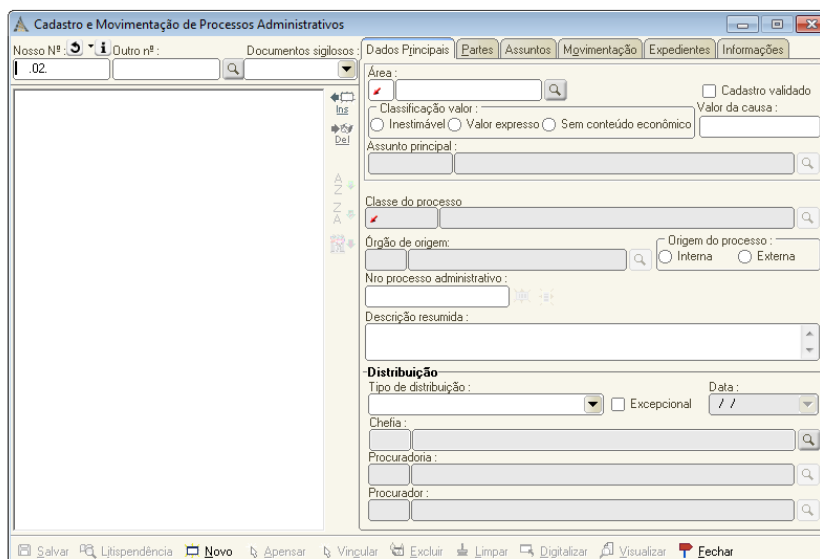 Cadastro e Movimentação de Processos Administrativos
Nosso Nº : Outro nº : Documentos sigilosos :
.02.
Ins
Del
A
Z
Z
A
Dados Principais Partes Assuntos Movimentação Expedientes Informações
Área :
Cadastro validado
Classificação valor : Valor da causa :
Inestimável Valor expresso Sem conteúdo econômico
Assunto principal :
Classe do processo
Órgão de origem: Origem do processo :
Interna Externa
Nro processo administrativo :
Descrição resumida :
Distribuição
Tipo de distribuição : Data :
Excepcional / /
Chefia :
Procuradoria :
Procurador :
Salvar Litispendência Novo Apensar Vincular Excluir Limpar Digitalizar Visualizar Fechar